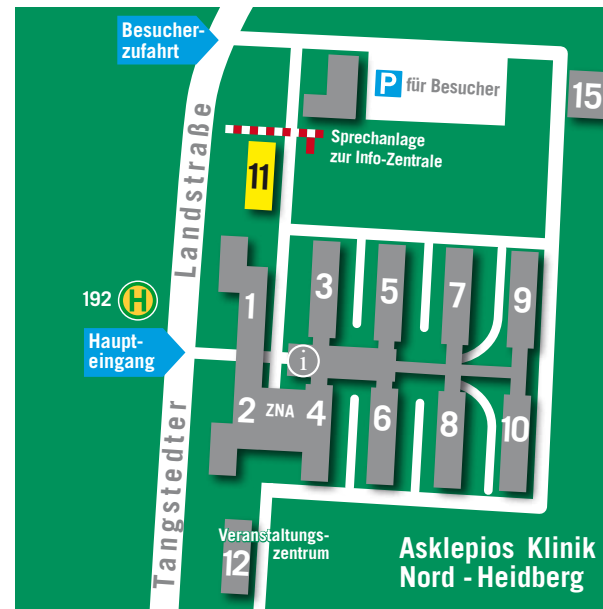 Besucher-
zufahrt
P für Besucher
15
Sprechanlage
zur Info-Zentrale
11
Tangstedter Landstraße
192 H
Haupt-
eingang
1
3
5
7
9
i
2 ZNA 4
6
8
10
Veranstaltungs-
zentrum
12
Asklepios Klinik
Nord - Heidberg